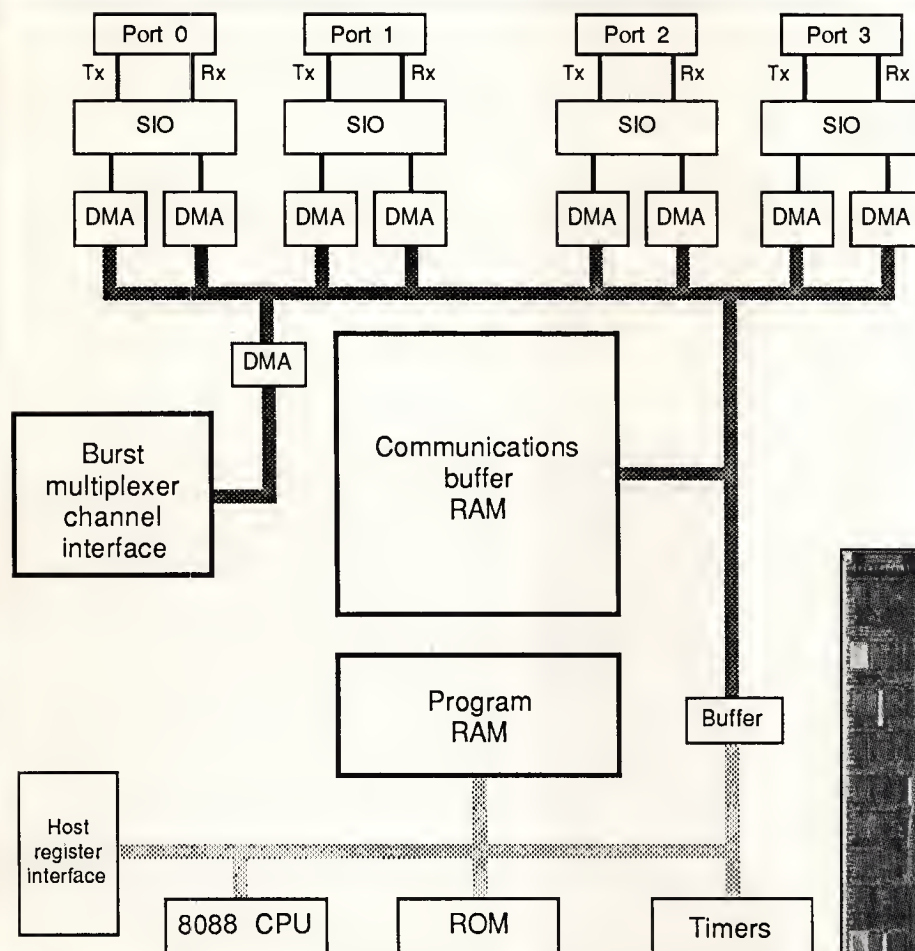 Port 0 Port 1 Port 2 Port 3
Tx Rx Tx Rx Tx Rx Tx Rx
SIO SIO SIO SIO
DMA DMA DMA DMA DMA DMA DMA DMA
DMA
Burst
multiplexer
channel
interface
Communications
buffer
RAM
Program
RAM
Buffer
Host
register
interface
8088 CPU ROM Timers